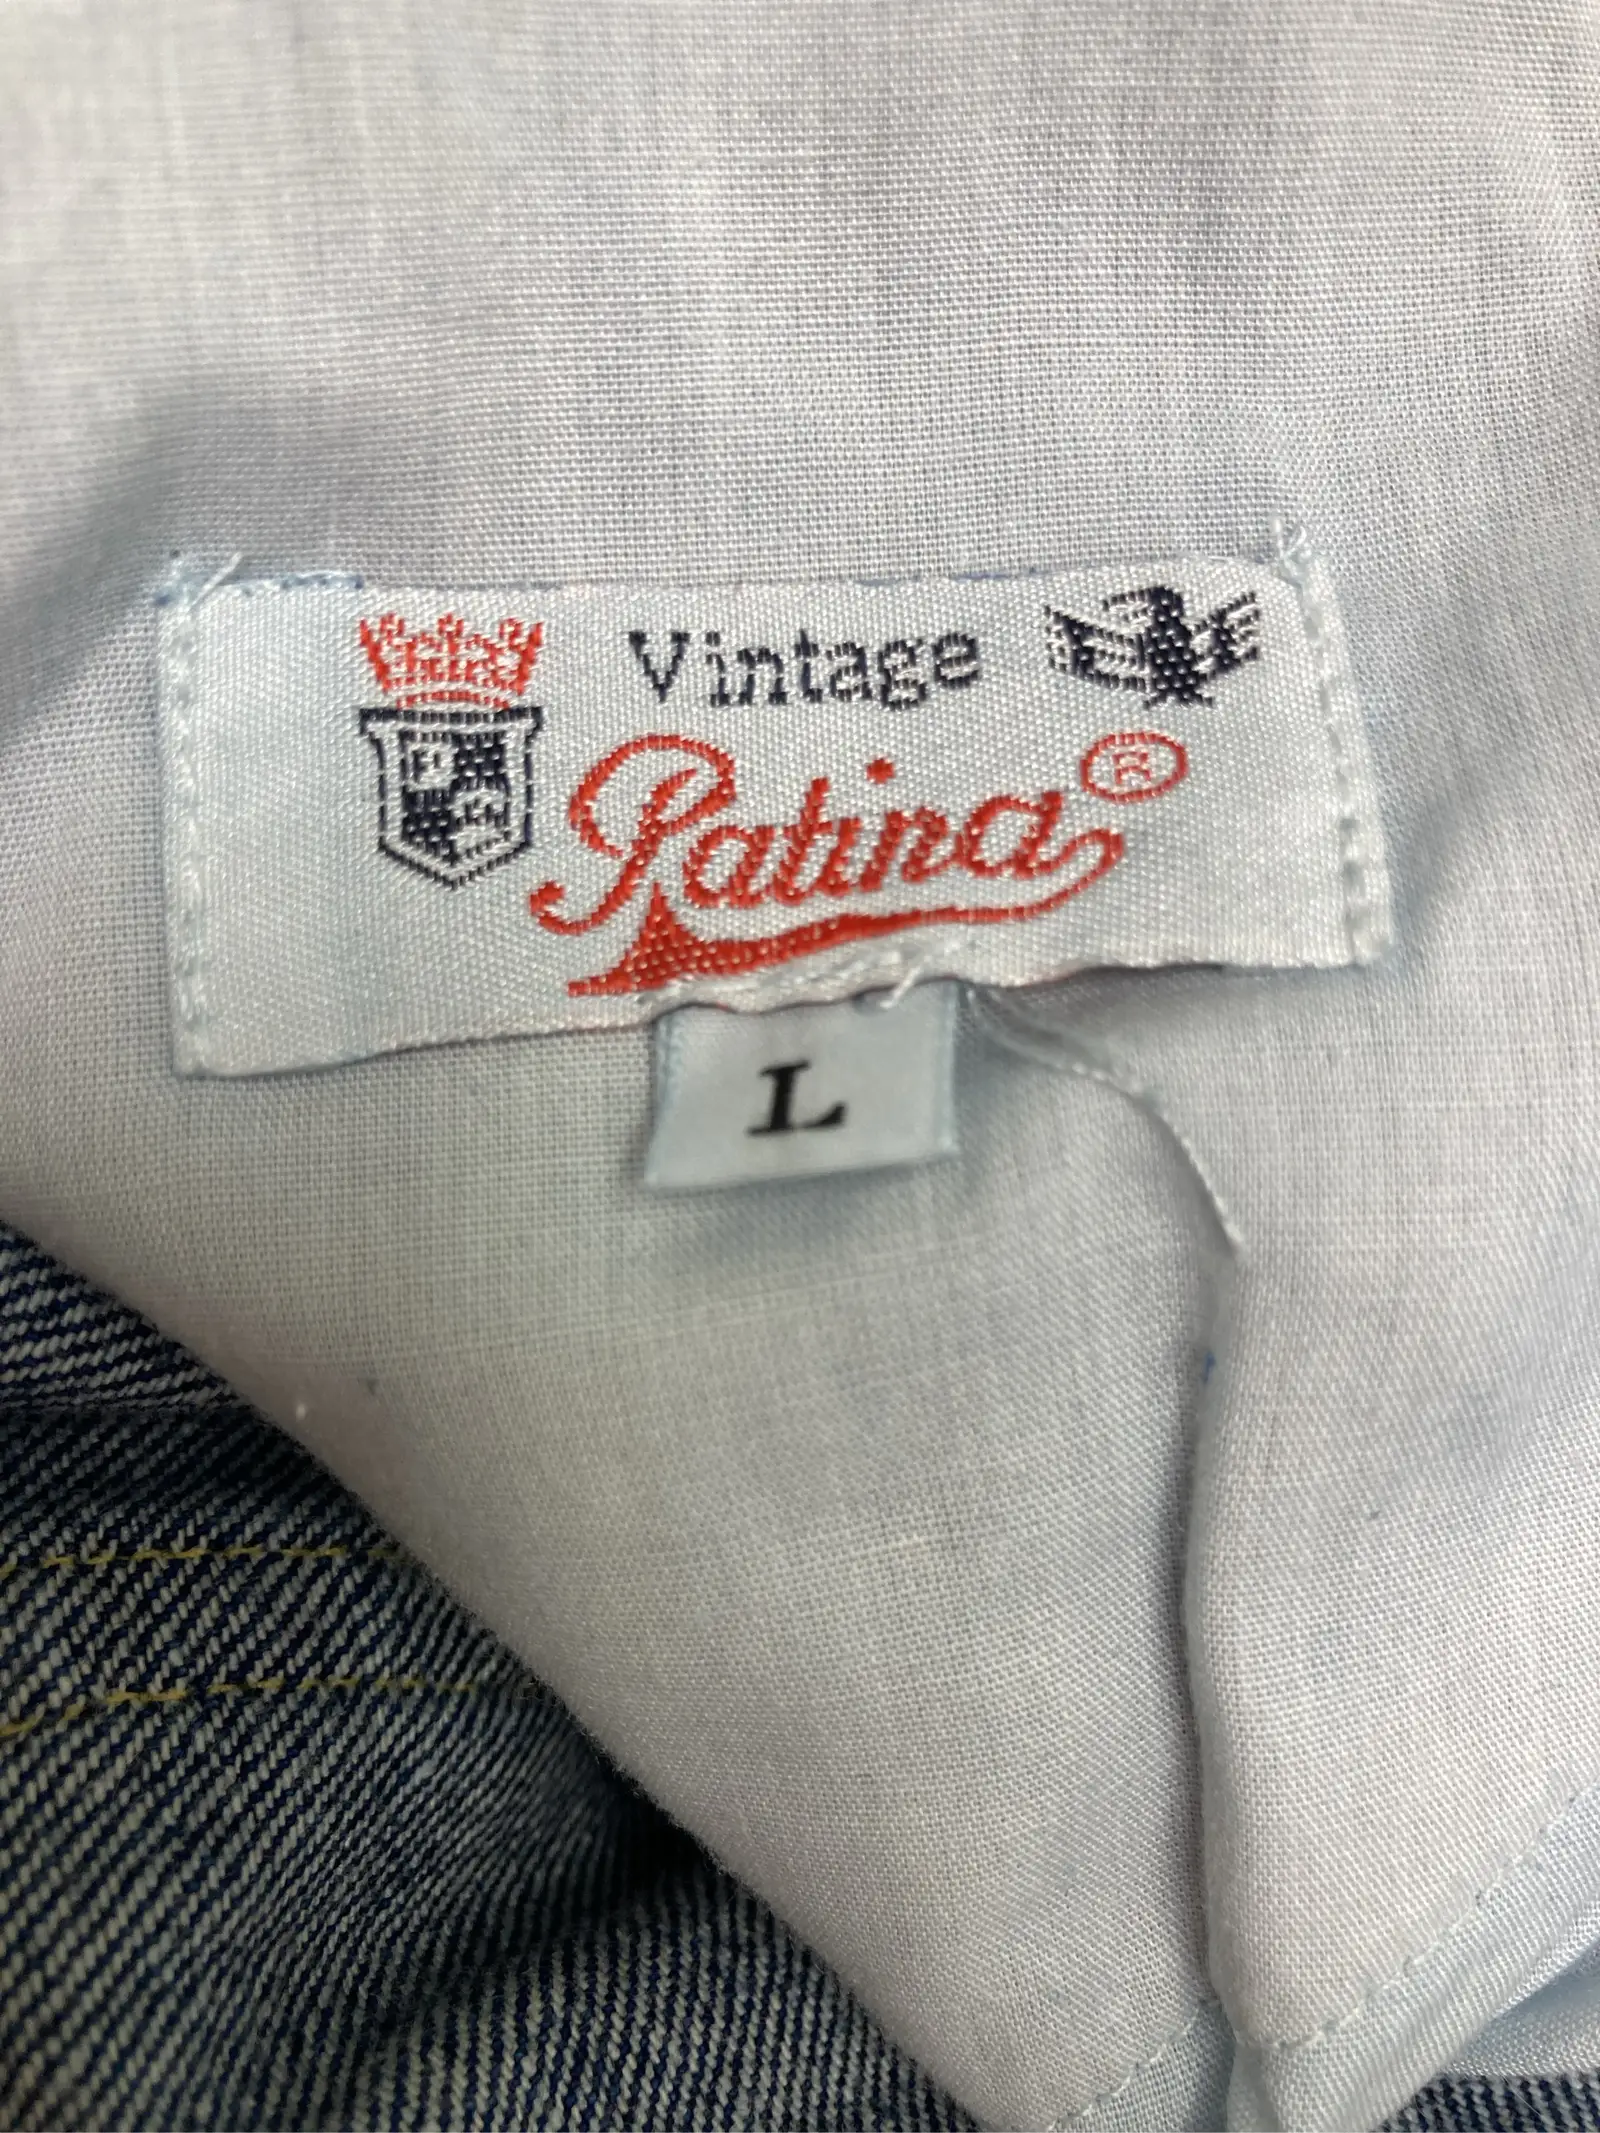 Vintage
Patina ®
L